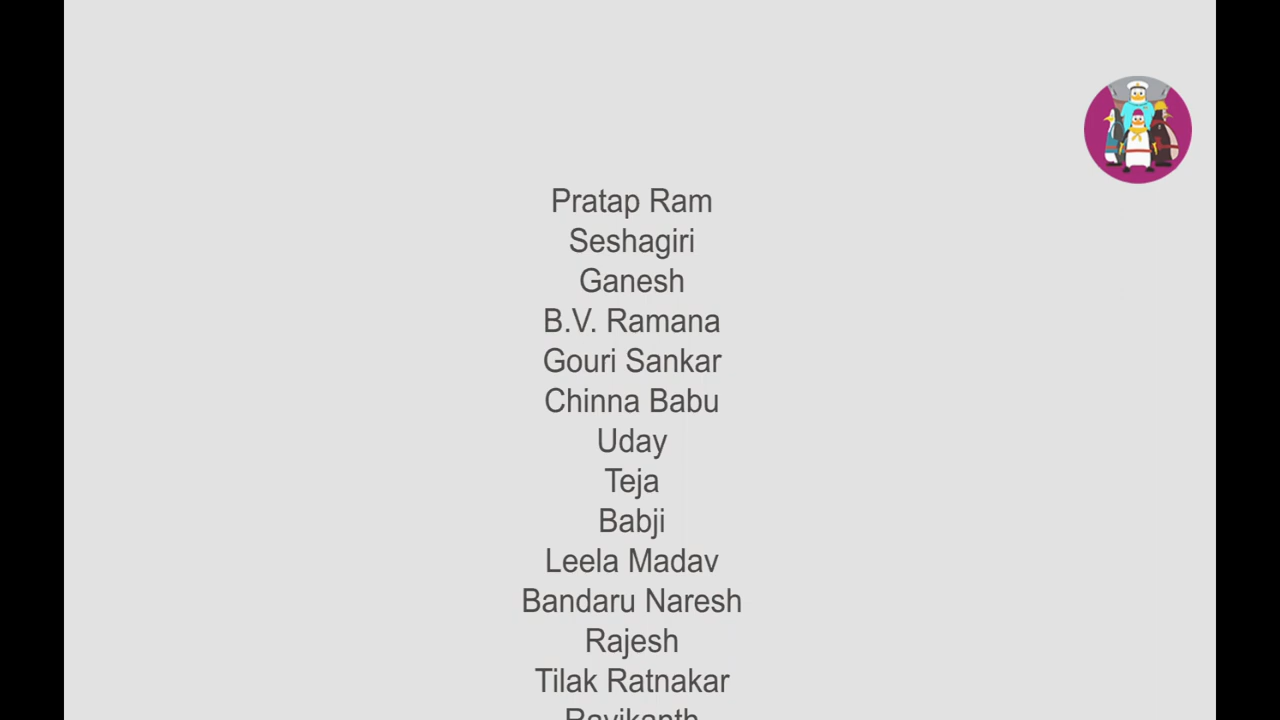 Pratap Ram
Seshagiri
Ganesh
B.V. Ramana
Gouri Sankar
Chinna Babu
Uday
Teja
Babji
Leela Madav
Bandaru Naresh
Rajesh
Tilak Ratnakar
Ravikanth